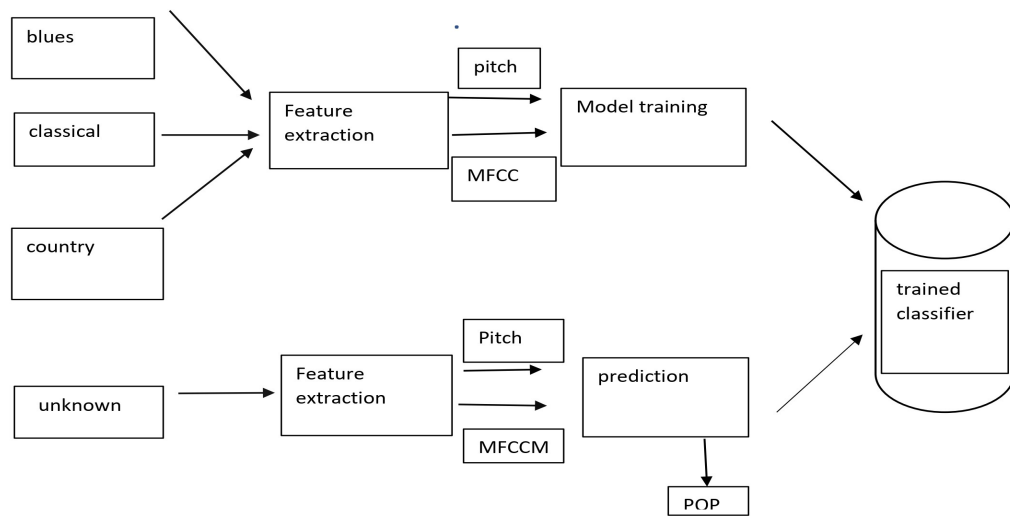 blues
pitch
Feature
extraction
Model training
classical
MFCC
country
trained
classifier
Pitch
Feature
extraction
prediction
unknown
MFCCM
POP